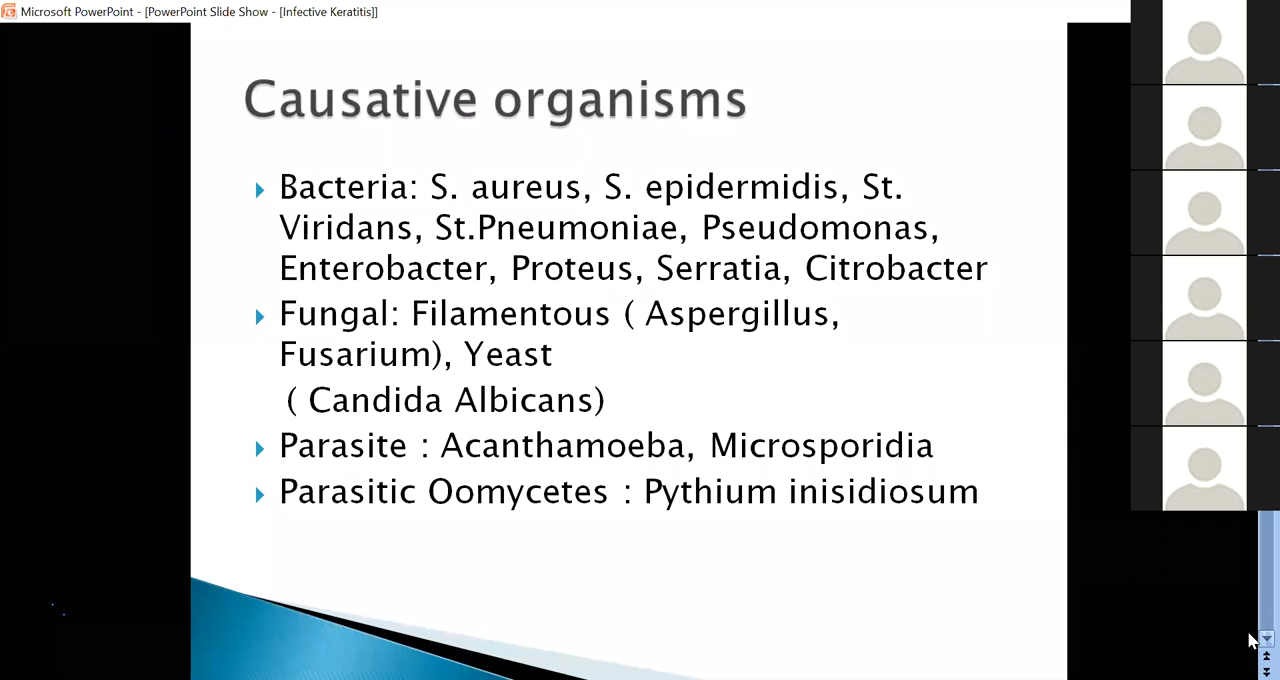 Microsoft PowerPoint - [PowerPoint Slide Show - [Infective Keratitis]]
Causative organisms
Bacteria: S. aureus, S. epidermidis, St.
Viridans, St.Pneumoniae, Pseudomonas,
Enterobacter, Proteus, Serratia, Citrobacter
Fungal: Filamentous ( Aspergillus,
Fusarium), Yeast
( Candida Albicans)
Parasite : Acanthamoeba, Microsporidia
Parasitic Oomycetes : Pythium inisidiosum